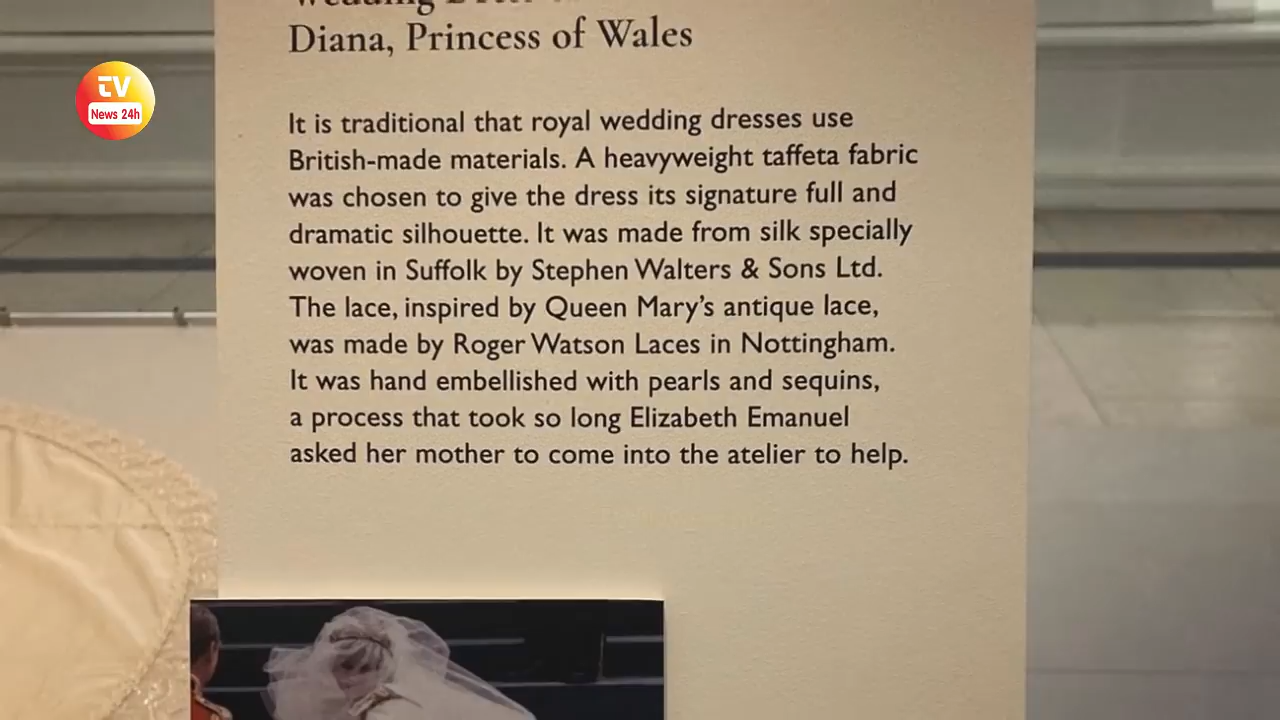 Wedding
Diana, Princess of Wales
TV
News 24h
It is traditional that royal wedding dresses use
British-made materials. A heavyweight taffeta fabric
was chosen to give the dress its signature full and
dramatic silhouette. It was made from silk specially
woven in Suffolk by Stephen Walters & Sons Ltd.
The lace, inspired by Queen Mary’s antique lace,
was made by Roger Watson Laces in Nottingham.
It was hand embellished with pearls and sequins,
a process that took so long Elizabeth Emanuel
asked her mother to come into the atelier to help.